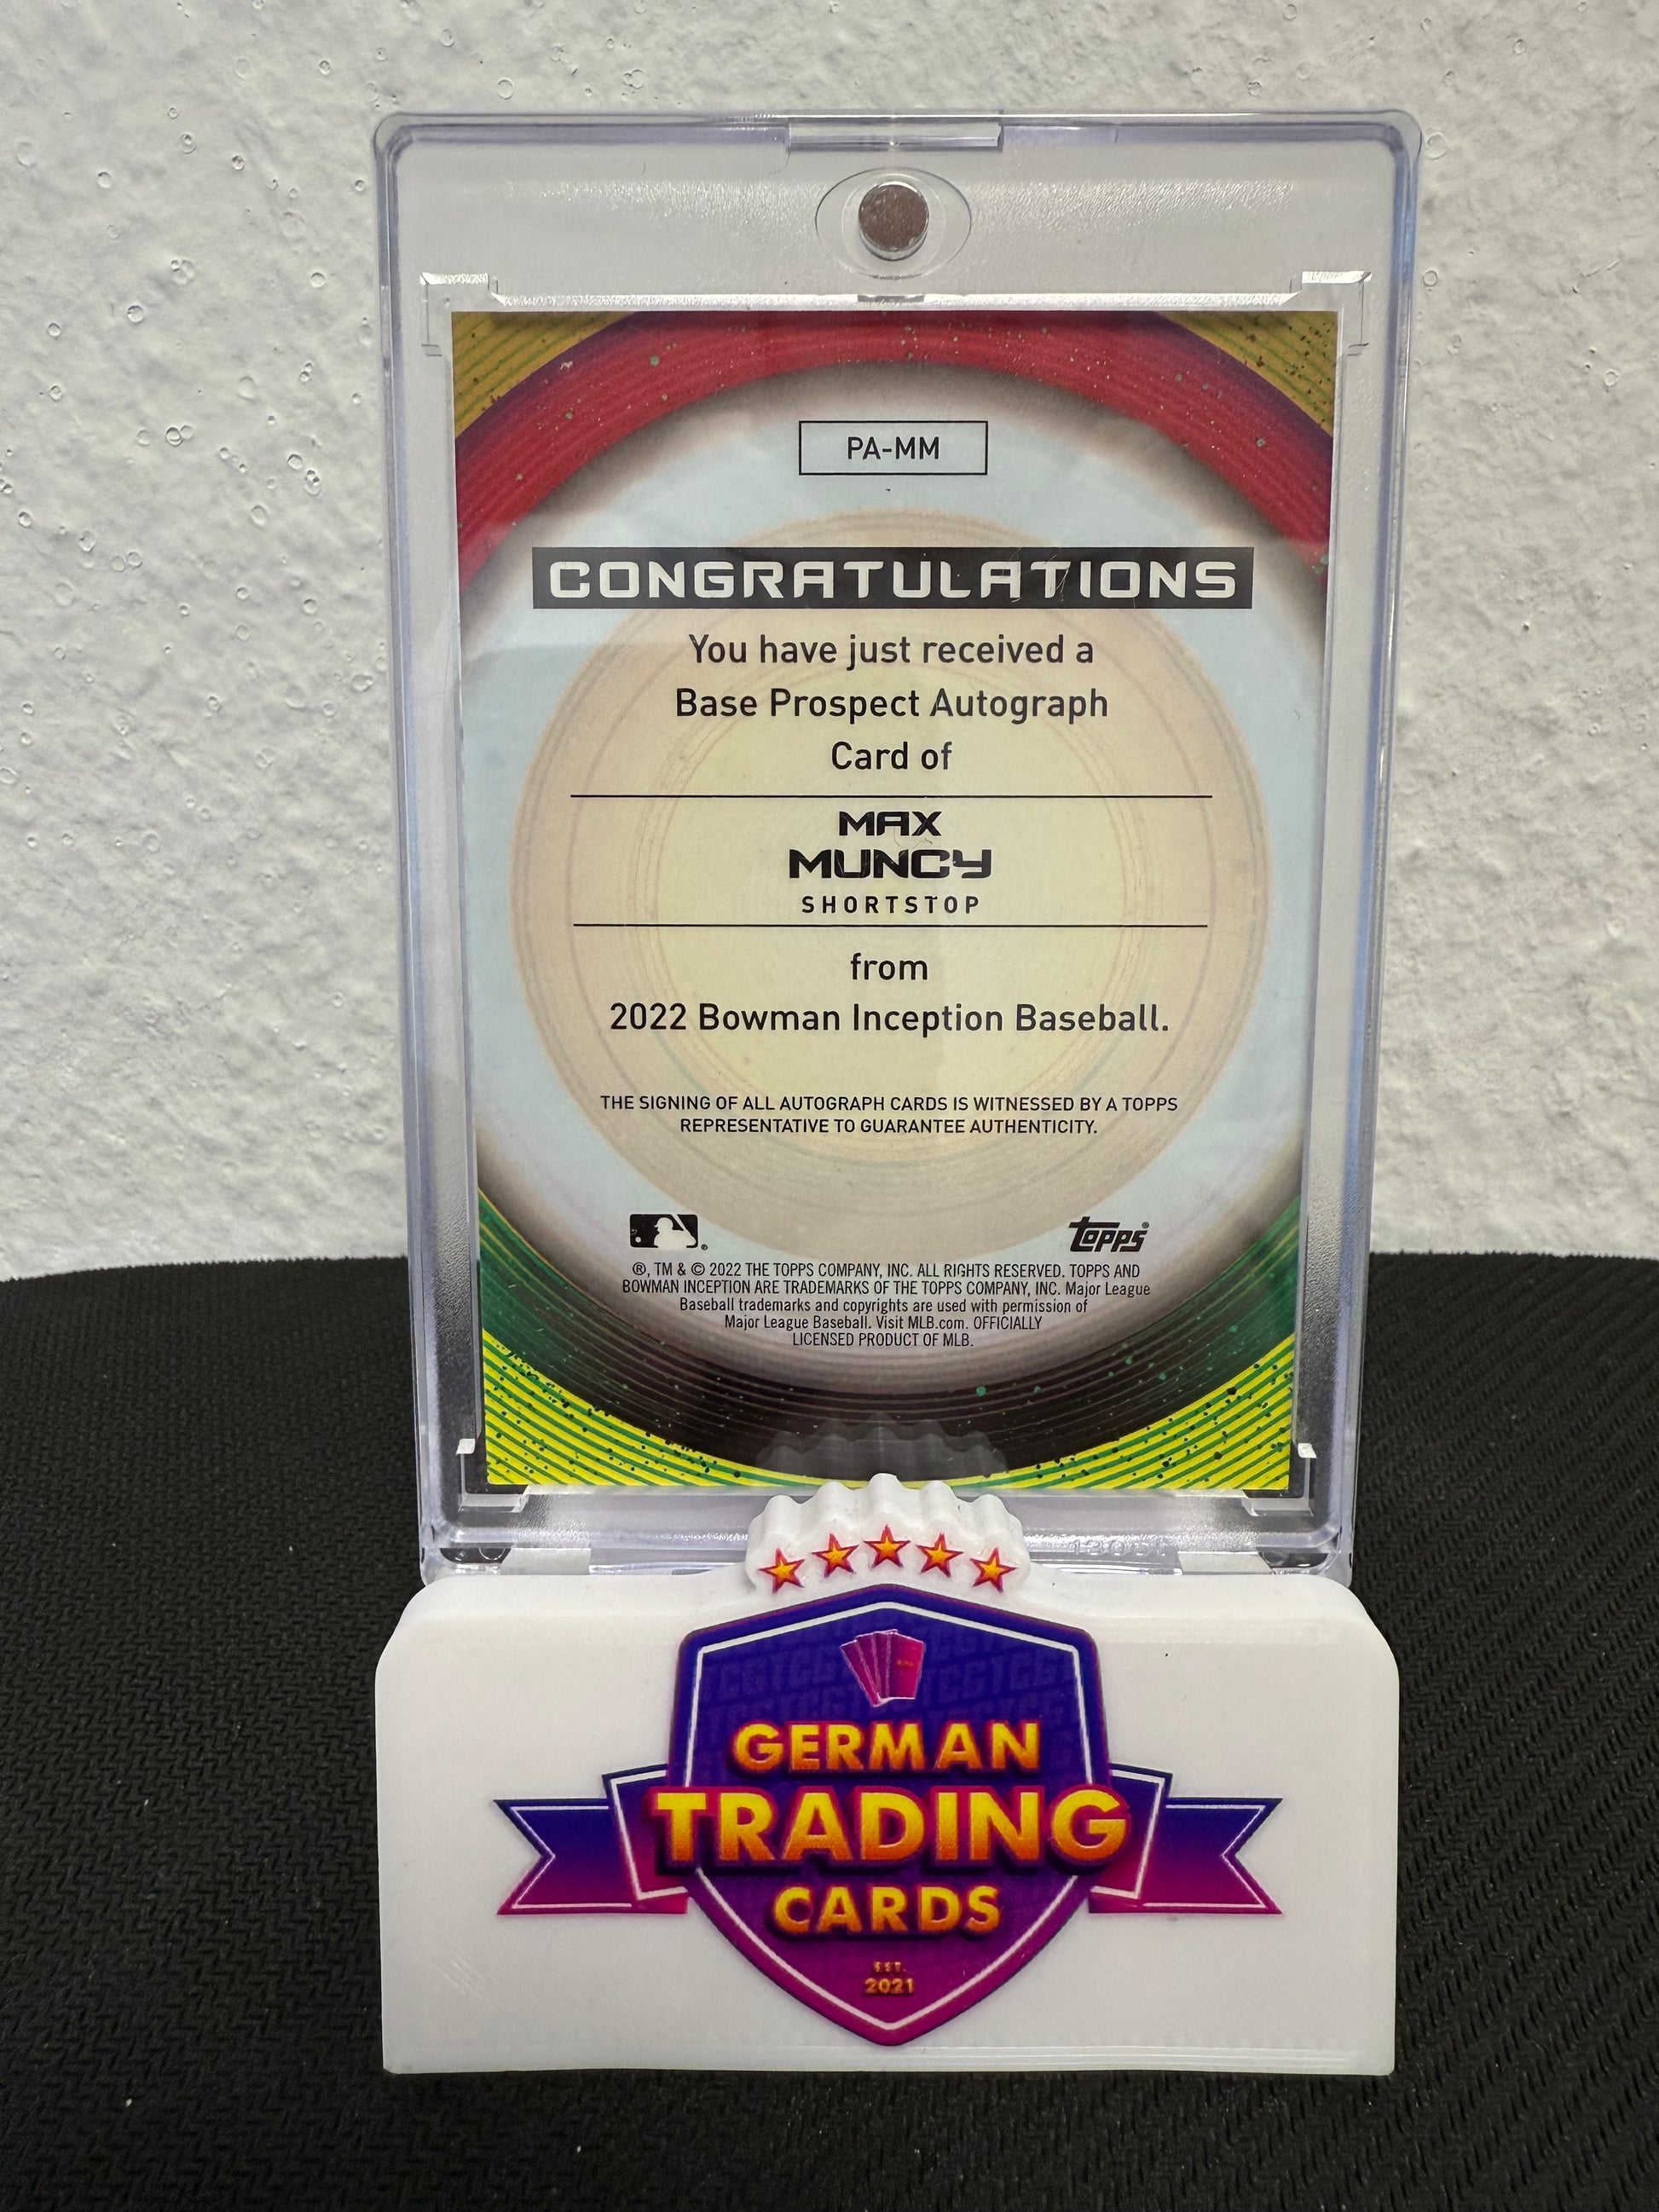 PA-MM
CONGRATULATIONS
You have just received a
Base Prospect Autograph
Card of
MAX
MUNCY
SHORTSTOP
from
2022 Bowman Inception Baseball.
THE SIGNING OF ALL AUTOGRAPH CARDS IS WITNESSED BY A TOPPS
REPRESENTATIVE TO GUARANTEE AUTHENTICITY.
topps®
®, TM & © 2022 THE TOPPS COMPANY, INC. ALL RIGHTS RESERVED. TOPPS AND
BOWMAN INCEPTION ARE TRADEMARKS OF THE TOPPS COMPANY, INC. Major League
Baseball trademarks and copyrights are used with permission of
Major League Baseball. Visit MLB.com. OFFICIALLY
LICENSED PRODUCT OF MLB.
GERMAN
TRADING
CARDS
EST.
2021